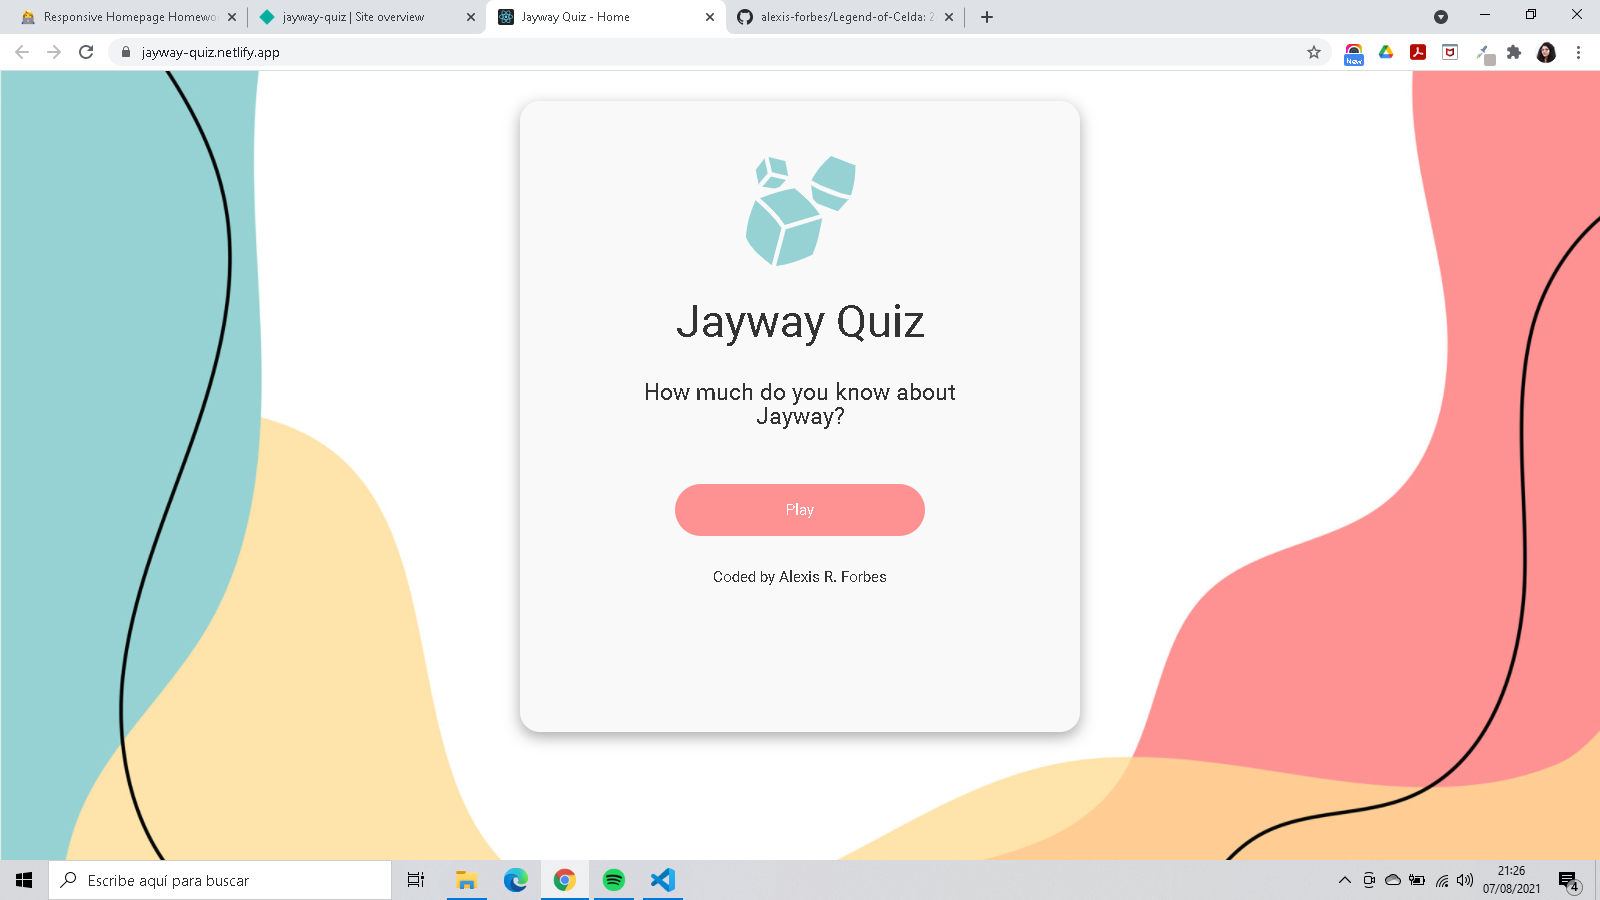 Responsive Homepage Homewo
jayway-quiz | Site overview
Jayway Quiz - Home
alexis-forbes/Legend-of-Celda: 2
jayway-quiz.netlify.app
New
Jayway Quiz
How much do you know about
Jayway?
Play
Coded by Alexis R. Forbes
Escribe aquí para buscar
21:26
07/08/2021
4